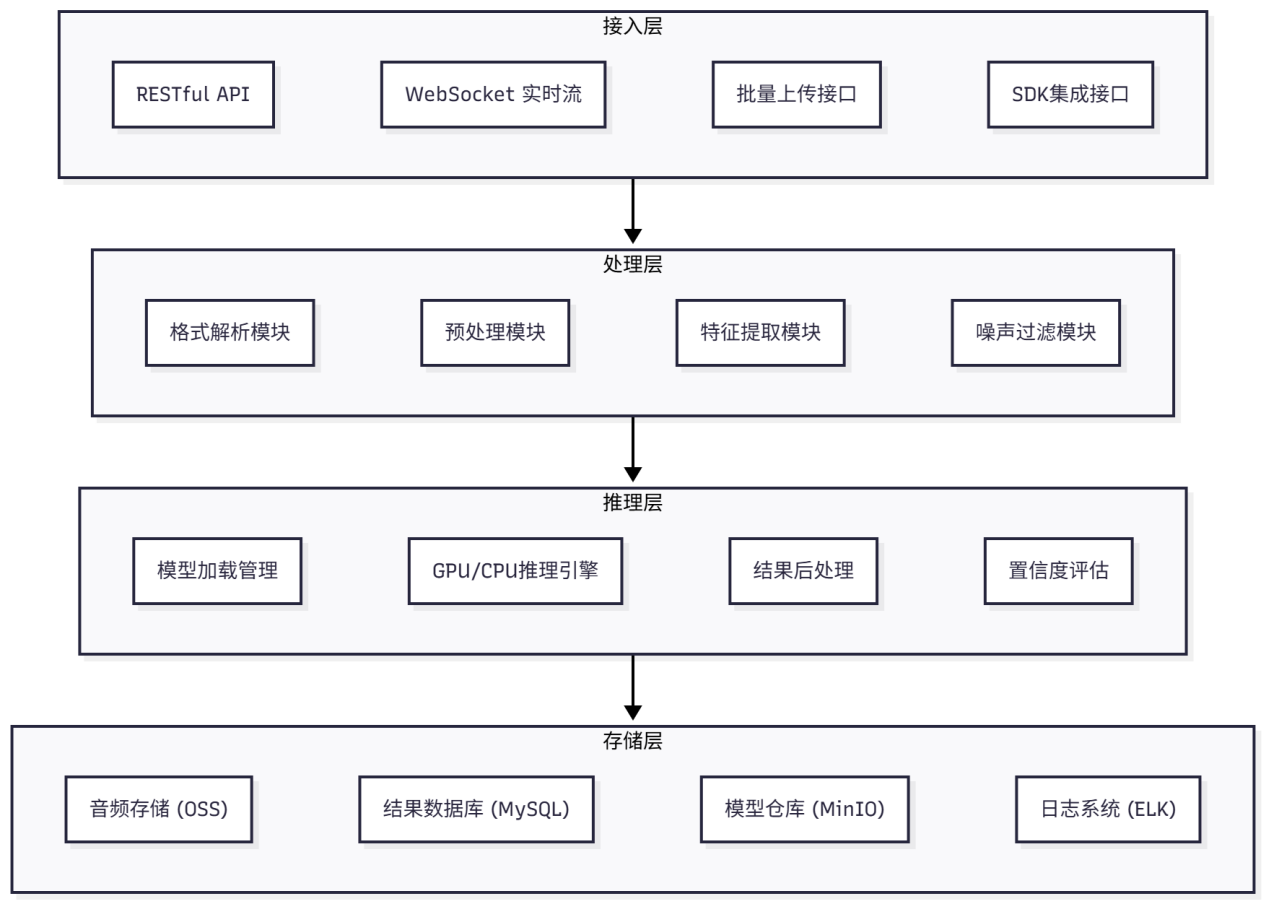 接入层
RESTful API
WebSocket 实时流
批量上传接口
SDK集成接口
处理层
格式解析模块
预处理模块
特征提取模块
噪声过滤模块
推理层
模型加载管理
GPU/CPU推理引擎
结果后处理
置信度评估
存储层
音频存储 (OSS)
结果数据库 (MySQL)
模型仓库 (MinIO)
日志系统 (ELK)